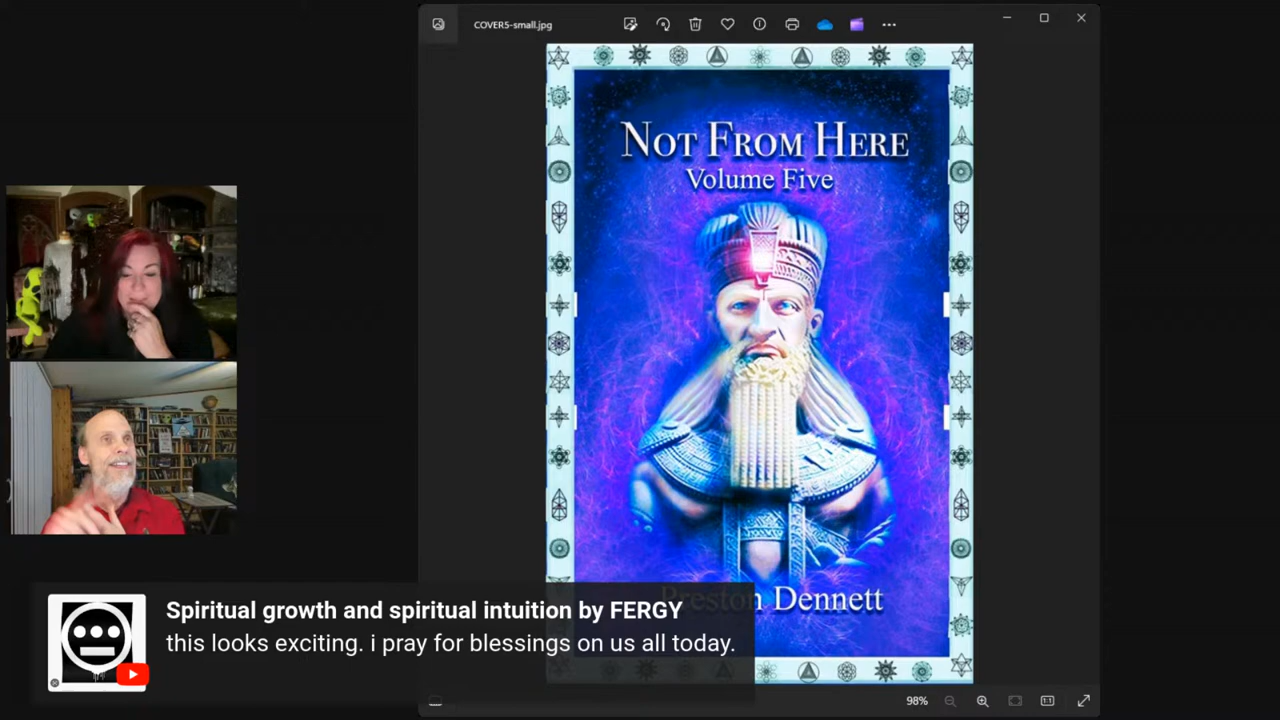 COVER5-small.jpg
NOT FROM HERE
Volume Five
Preston Dennett
Spiritual growth and spiritual intuition by FERGY
this looks exciting. i pray for blessings on us all today.
98%